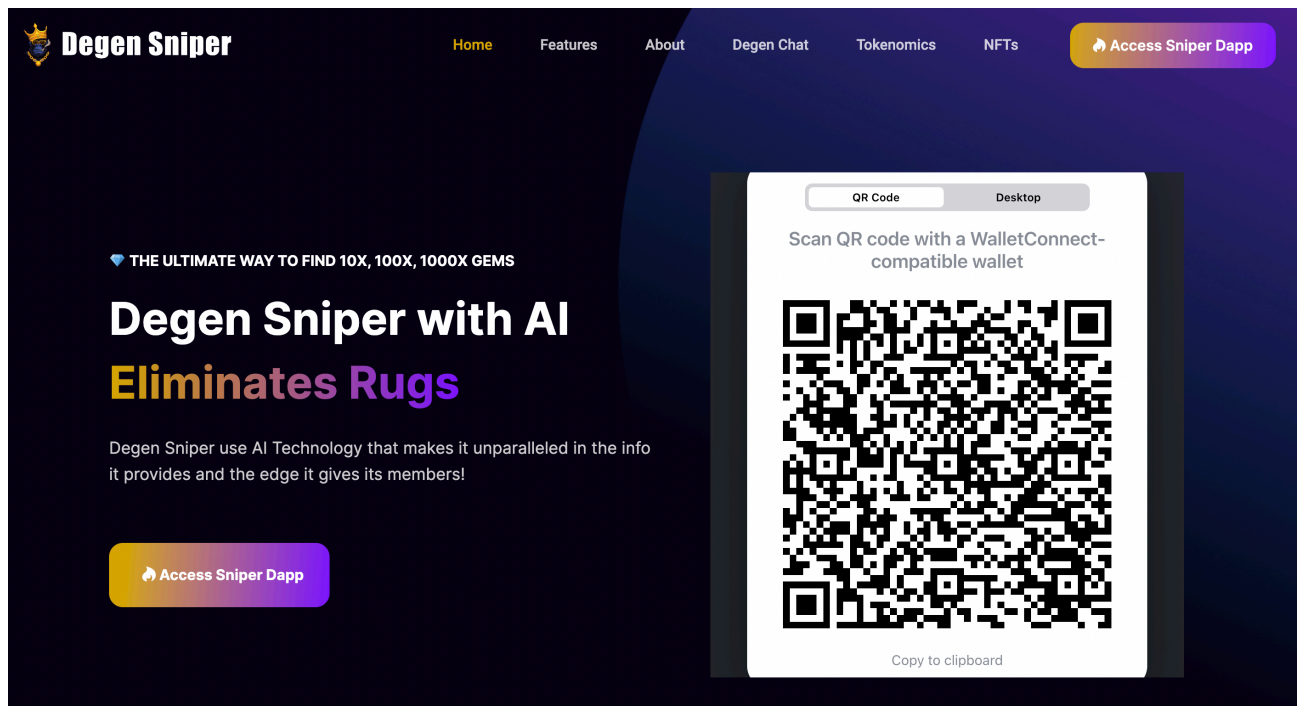 Degen Sniper
Home Features About Degen Chat Tokenomics NFTs
Access Sniper Dapp
THE ULTIMATE WAY TO FIND 10X, 100X, 1000X GEMS
Degen Sniper with AI
Eliminates Rugs
Degen Sniper use AI Technology that makes it unparalleled in the info
it provides and the edge it gives its members!
Access Sniper Dapp
QR Code Desktop
Scan QR code with a WalletConnect-
compatible wallet
Copy to clipboard